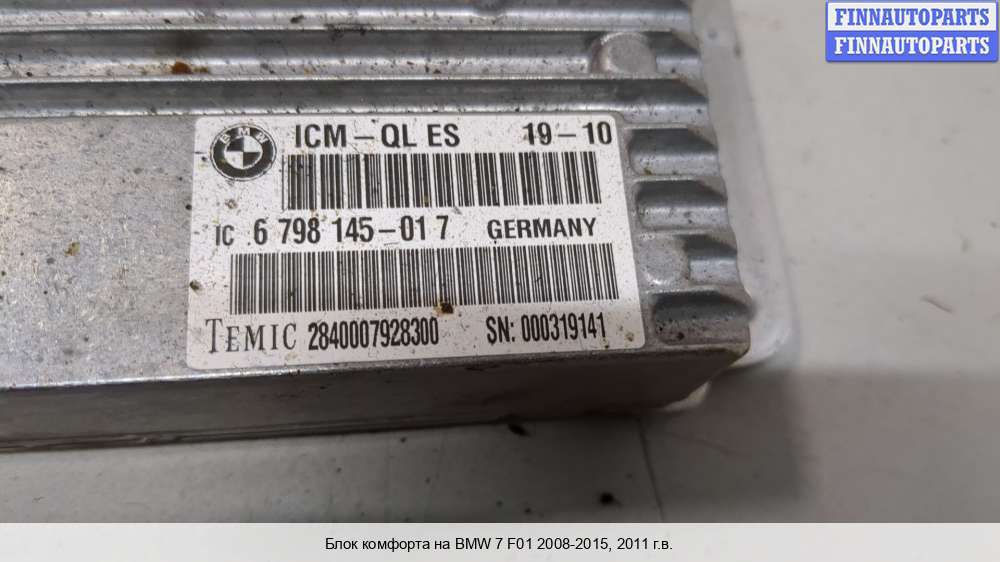 FINNAUTOPARTS
FINNAUTOPARTS
BMW
ICM-QL ES 19-10
IC 6 798 145-01 7 GERMANY
TEMIC 2840007928300 SN: 000319141
Блок комфорта на BMW 7 F01 2008-2015, 2011 г.в.